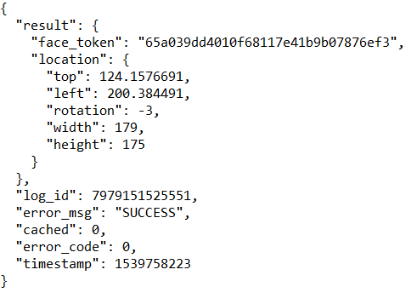 {
  "result": {
    "face_token": "65a039dd4010f68117e41b9b07876ef3",
    "location": {
      "top": 124.1576691,
      "left": 200.384491,
      "rotation": -3,
      "width": 179,
      "height": 175
    }
  },
  "log_id": 7979151525551,
  "error_msg": "SUCCESS",
  "cached": 0,
  "error_code": 0,
  "timestamp": 1539758223
}